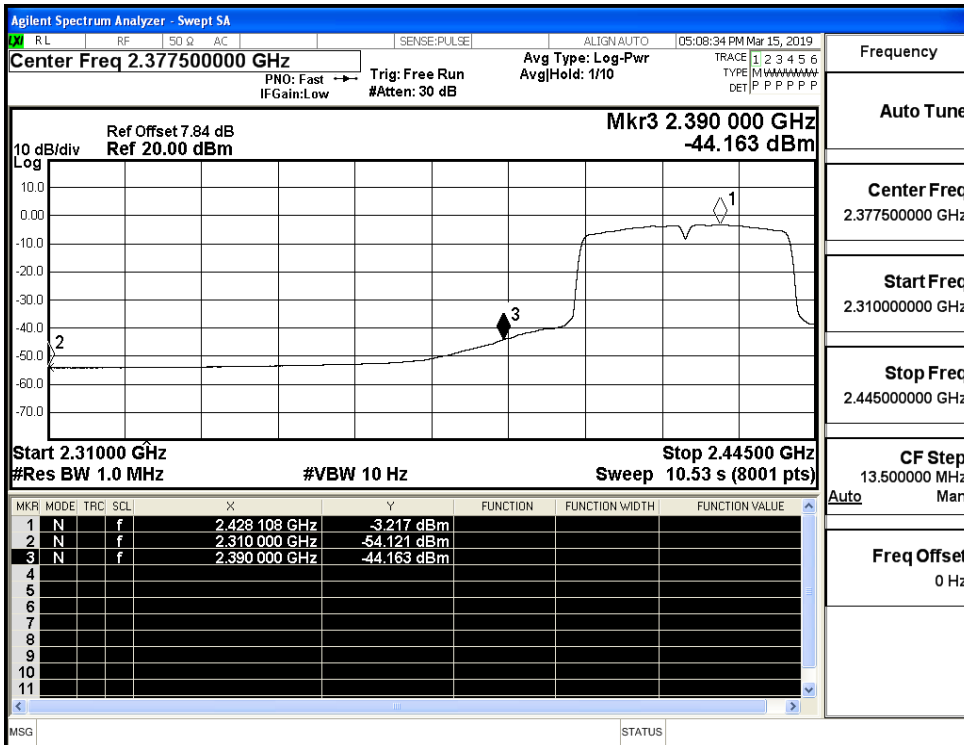 Agilent Spectrum Analyzer - Swept SA
LXI RL RF 50 Ω AC SENSE:PULSE ALIGN AUTO 05:08:34 PM Mar 15, 2019
Center Freq 2.377500000 GHz
PNO: Fast
IFGain:Low
Trig: Free Run
#Atten: 30 dB
Avg Type: Log-Pwr
Avg|Hold: 1/10
TRACE 1 2 3 4 5 6
TYPE M
DET P P P P P P
Ref Offset 7.84 dB
Ref 20.00 dBm
10 dB/div
Log
Mkr3 2.390 000 GHz
-44.163 dBm
10.0
0.00
-10.0
-20.0
-30.0
-40.0
-50.0
-60.0
-70.0
1
2
3
Start 2.31000 GHz Stop 2.44500 GHz
#Res BW 1.0 MHz #VBW 10 Hz Sweep 10.53 s (8001 pts)
MKR MODE TRC SCL X Y FUNCTION FUNCTION WIDTH FUNCTION VALUE
1 N f 2.428 108 GHz -3.217 dBm
2 N f 2.310 000 GHz -54.121 dBm
3 N f 2.390 000 GHz -44.163 dBm
4
5
6
7
8
9
10
11
MSG STATUS
Frequency
Auto Tune
Center Freq
2.377500000 GHz
Start Freq
2.310000000 GHz
Stop Freq
2.445000000 GHz
CF Step
13.500000 MHz
Auto Man
Freq Offset
0 Hz